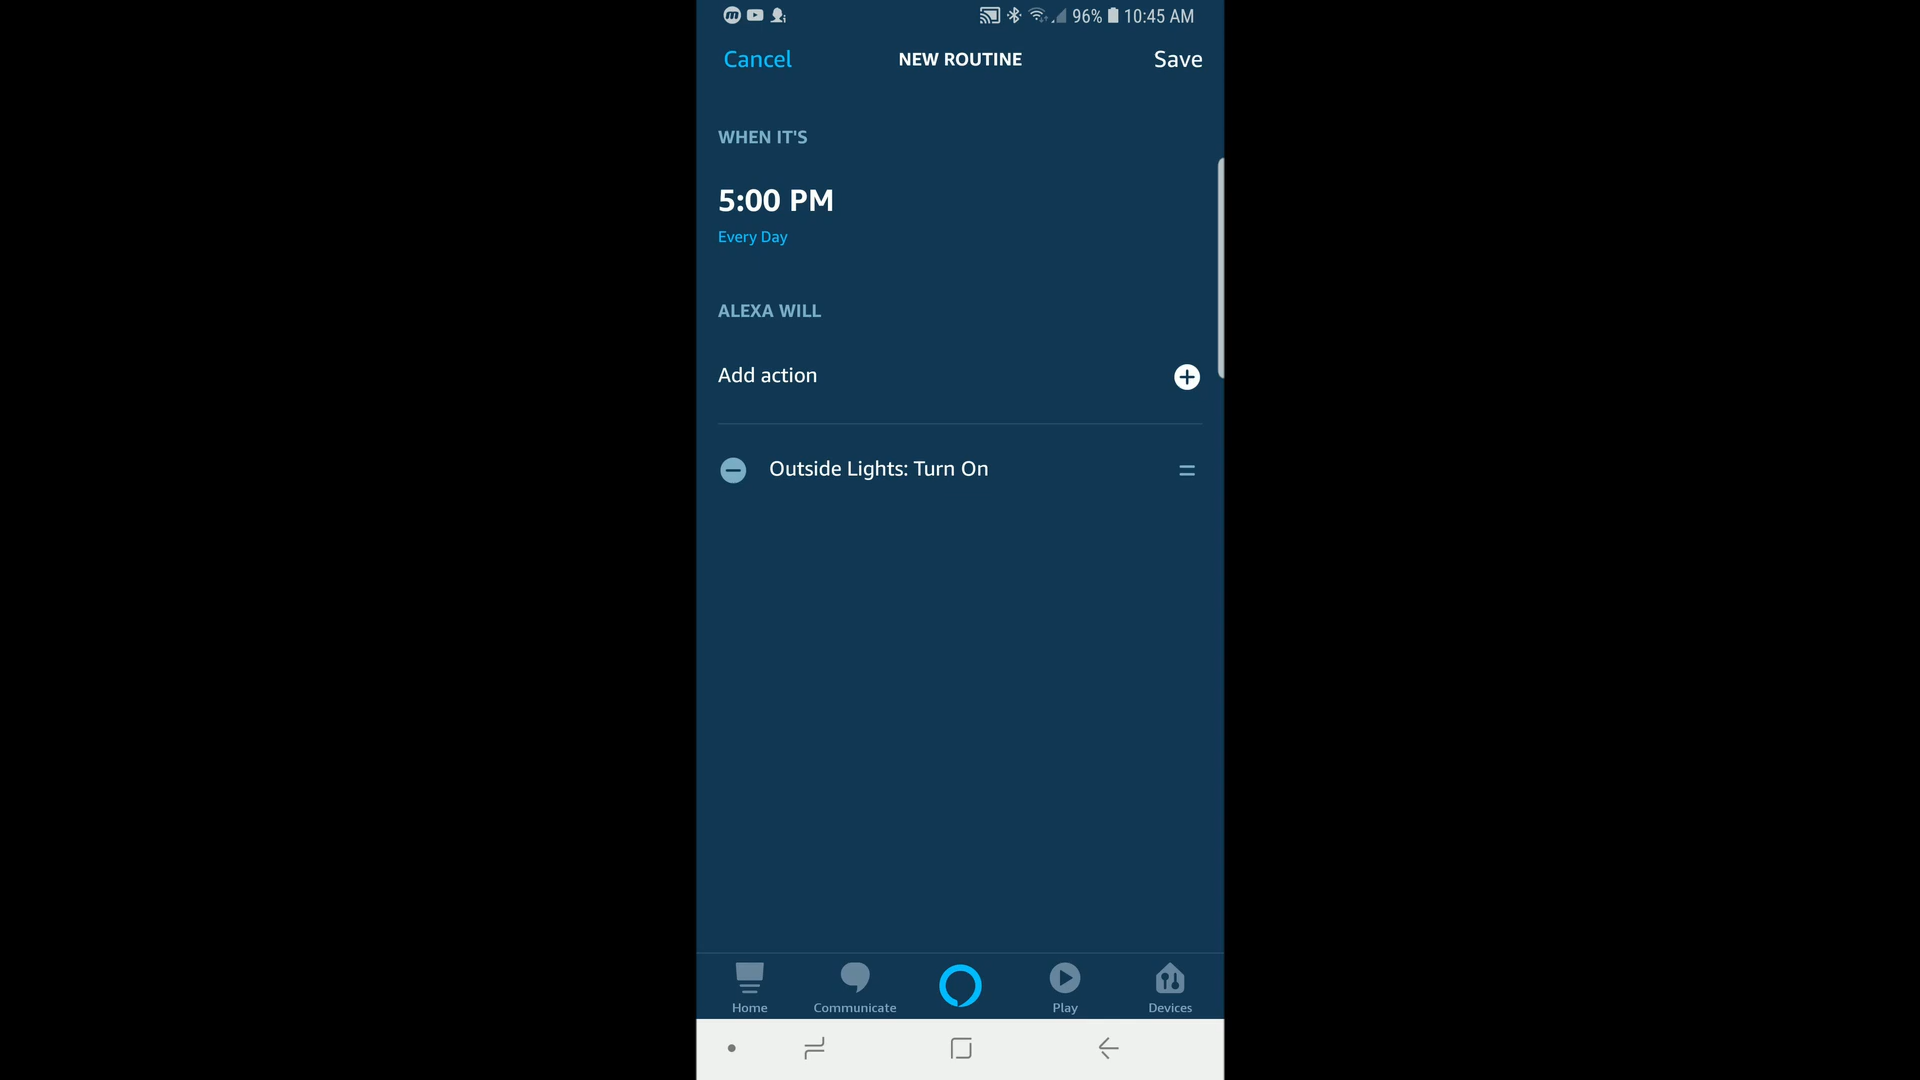 96% 10:45 AM
Cancel NEW ROUTINE Save
WHEN IT'S
5:00 PM
Every Day
ALEXA WILL
Add action
Outside Lights: Turn On
Home Communicate Play Devices